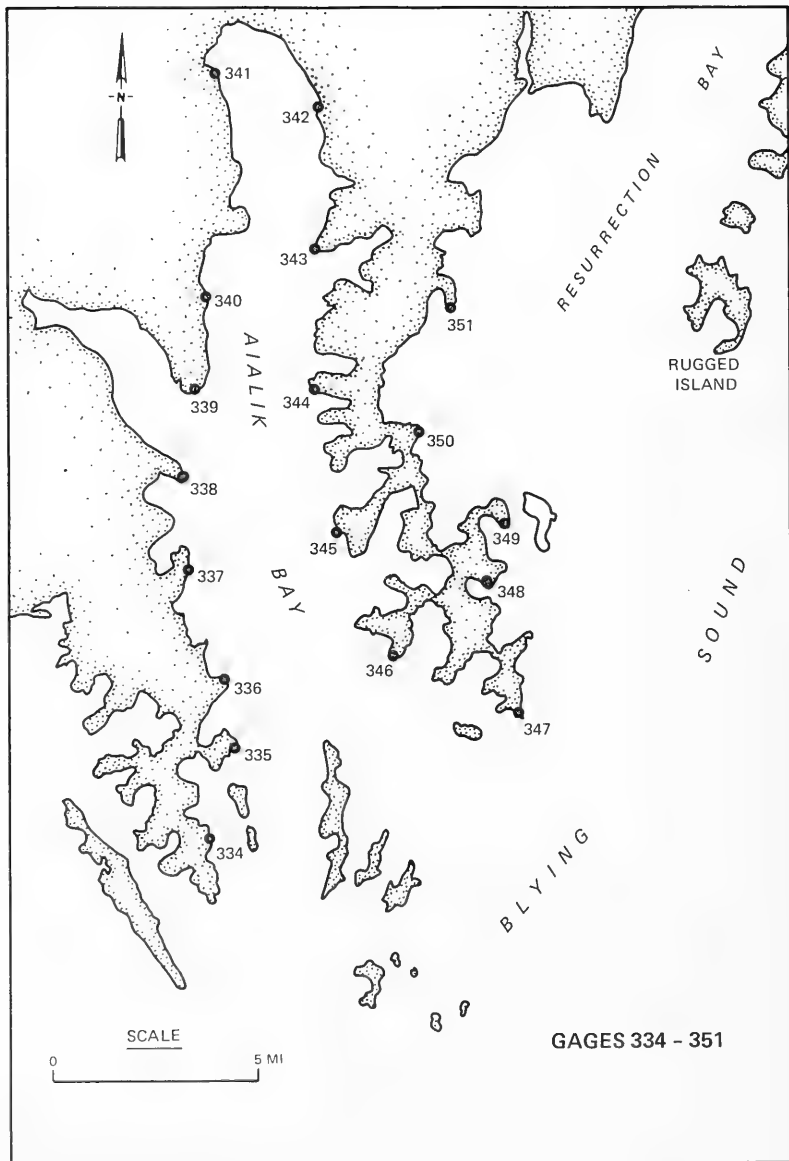 N
341
342
BAY
RESURRECTION
343
340
351
AIALIK
RUGGED
ISLAND
339
344
350
338
349
345
337
BAY
348
SOUND
346
336
347
335
334
BLYING
SCALE
0 5 MI
GAGES 334 - 351